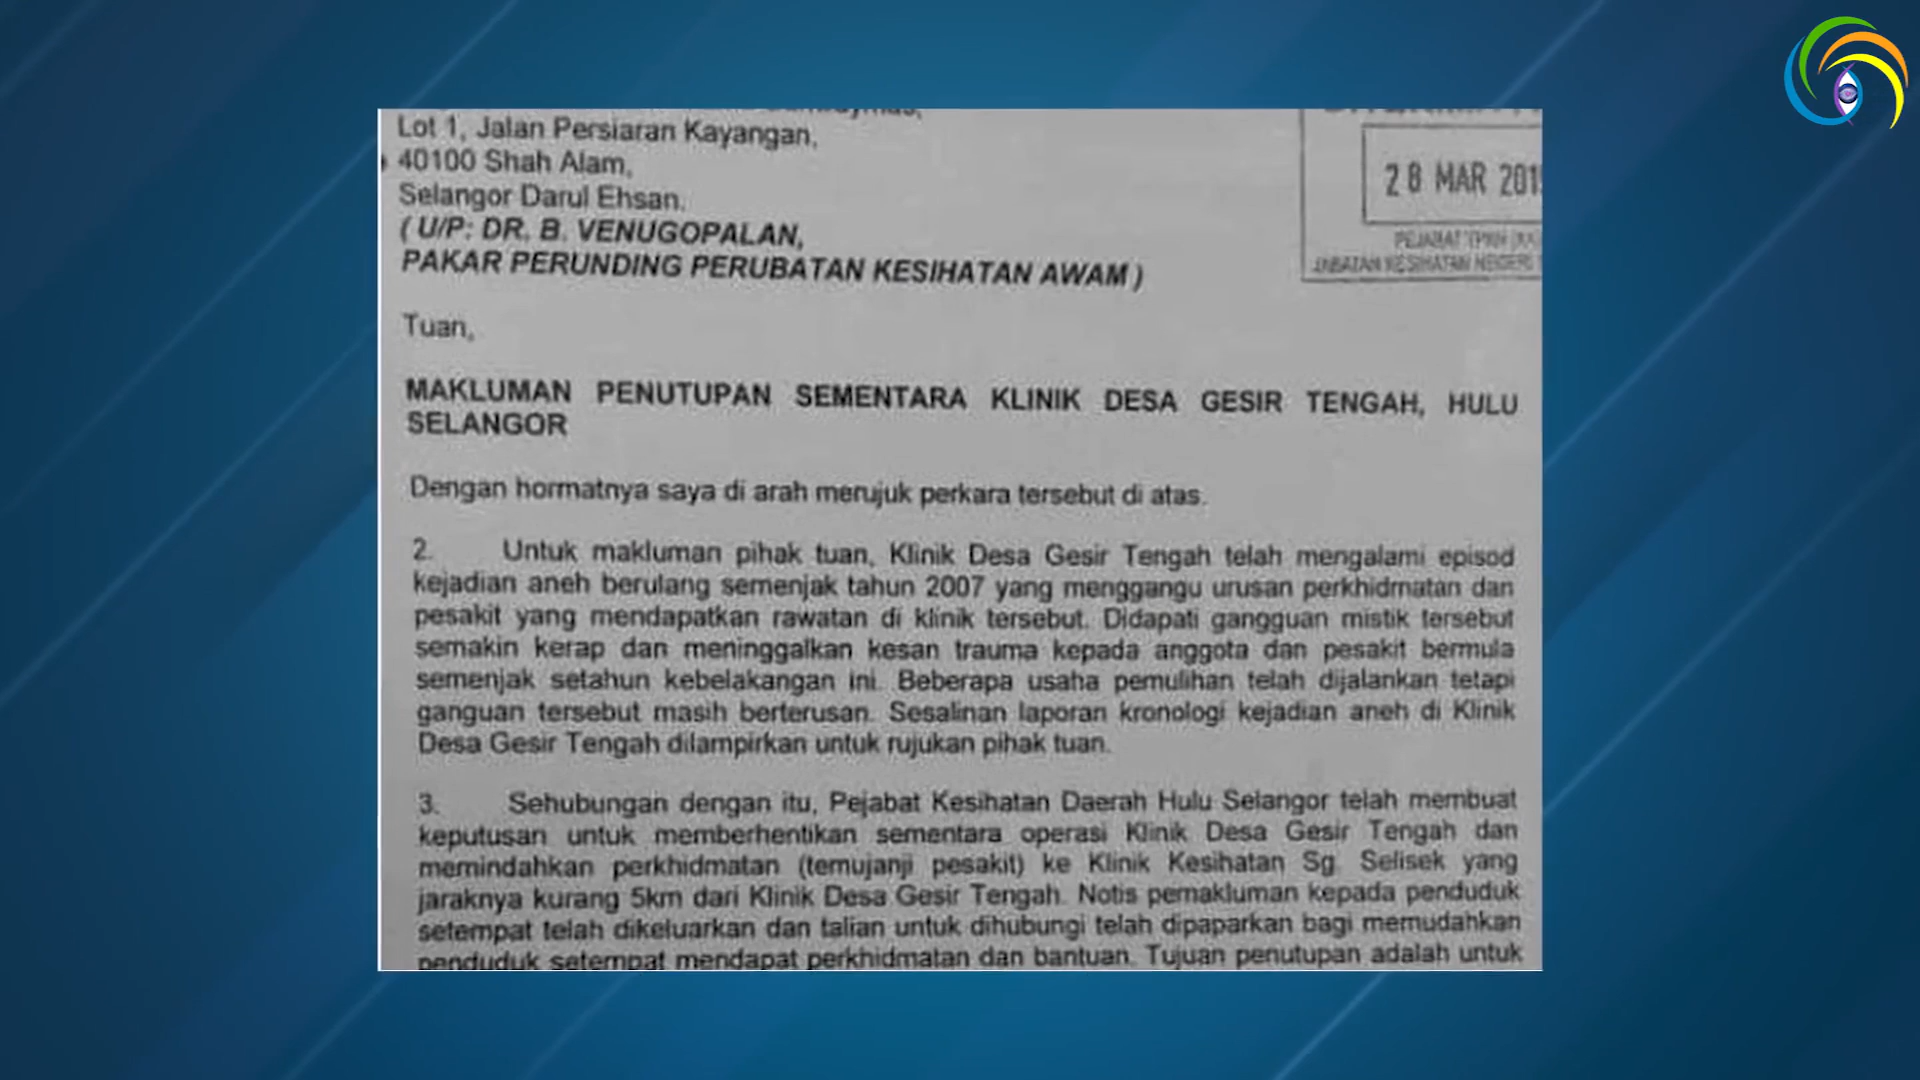 Lot 1, Jalan Persiaran Kayangan,
40100 Shah Alam,
Selangor Darul Ehsan.
( U/P: DR. B. VENUGOPALAN,
PAKAR PERUNDING PERUBATAN KESIHATAN AWAM )
28 MAR 201
PEJABAT
JABATAN KESIHATAN NEGERI
Tuan,
MAKLUMAN PENUTUPAN SEMENTARA KLINIK DESA GESIR TENGAH, HULU
SELANGOR
Dengan hormatnya saya di arah merujuk perkara tersebut di atas.
2. Untuk makluman pihak tuan, Klinik Desa Gesir Tengah telah mengalami episod
kejadian aneh berulang semenjak tahun 2007 yang menggangu urusan perkhidmatan dan
pesakit yang mendapatkan rawatan di klinik tersebut. Didapati gangguan mistik tersebut
semakin kerap dan meninggalkan kesan trauma kepada anggota dan pesakit bermula
semenjak setahun kebelakangan ini. Beberapa usaha pemulihan telah dijalankan tetapi
ganguan tersebut masih berterusan. Sesalinan laporan kronologi kejadian aneh di Klinik
Desa Gesir Tengah dilampirkan untuk rujukan pihak tuan.
3. Sehubungan dengan itu, Pejabat Kesihatan Daerah Hulu Selangor telah membuat
keputusan untuk memberhentikan sementara operasi Klinik Desa Gesir Tengah dan
memindahkan perkhidmatan (temujanji pesakit) ke Klinik Kesihatan Sg. Selisek yang
jaraknya kurang 5km dari Klinik Desa Gesir Tengah. Notis pemakluman kepada penduduk
setempat telah dikeluarkan dan talian untuk dihubungi telah dipaparkan bagi memudahkan
penduduk setempat mendapat perkhidmatan dan bantuan. Tujuan penutupan adalah untuk